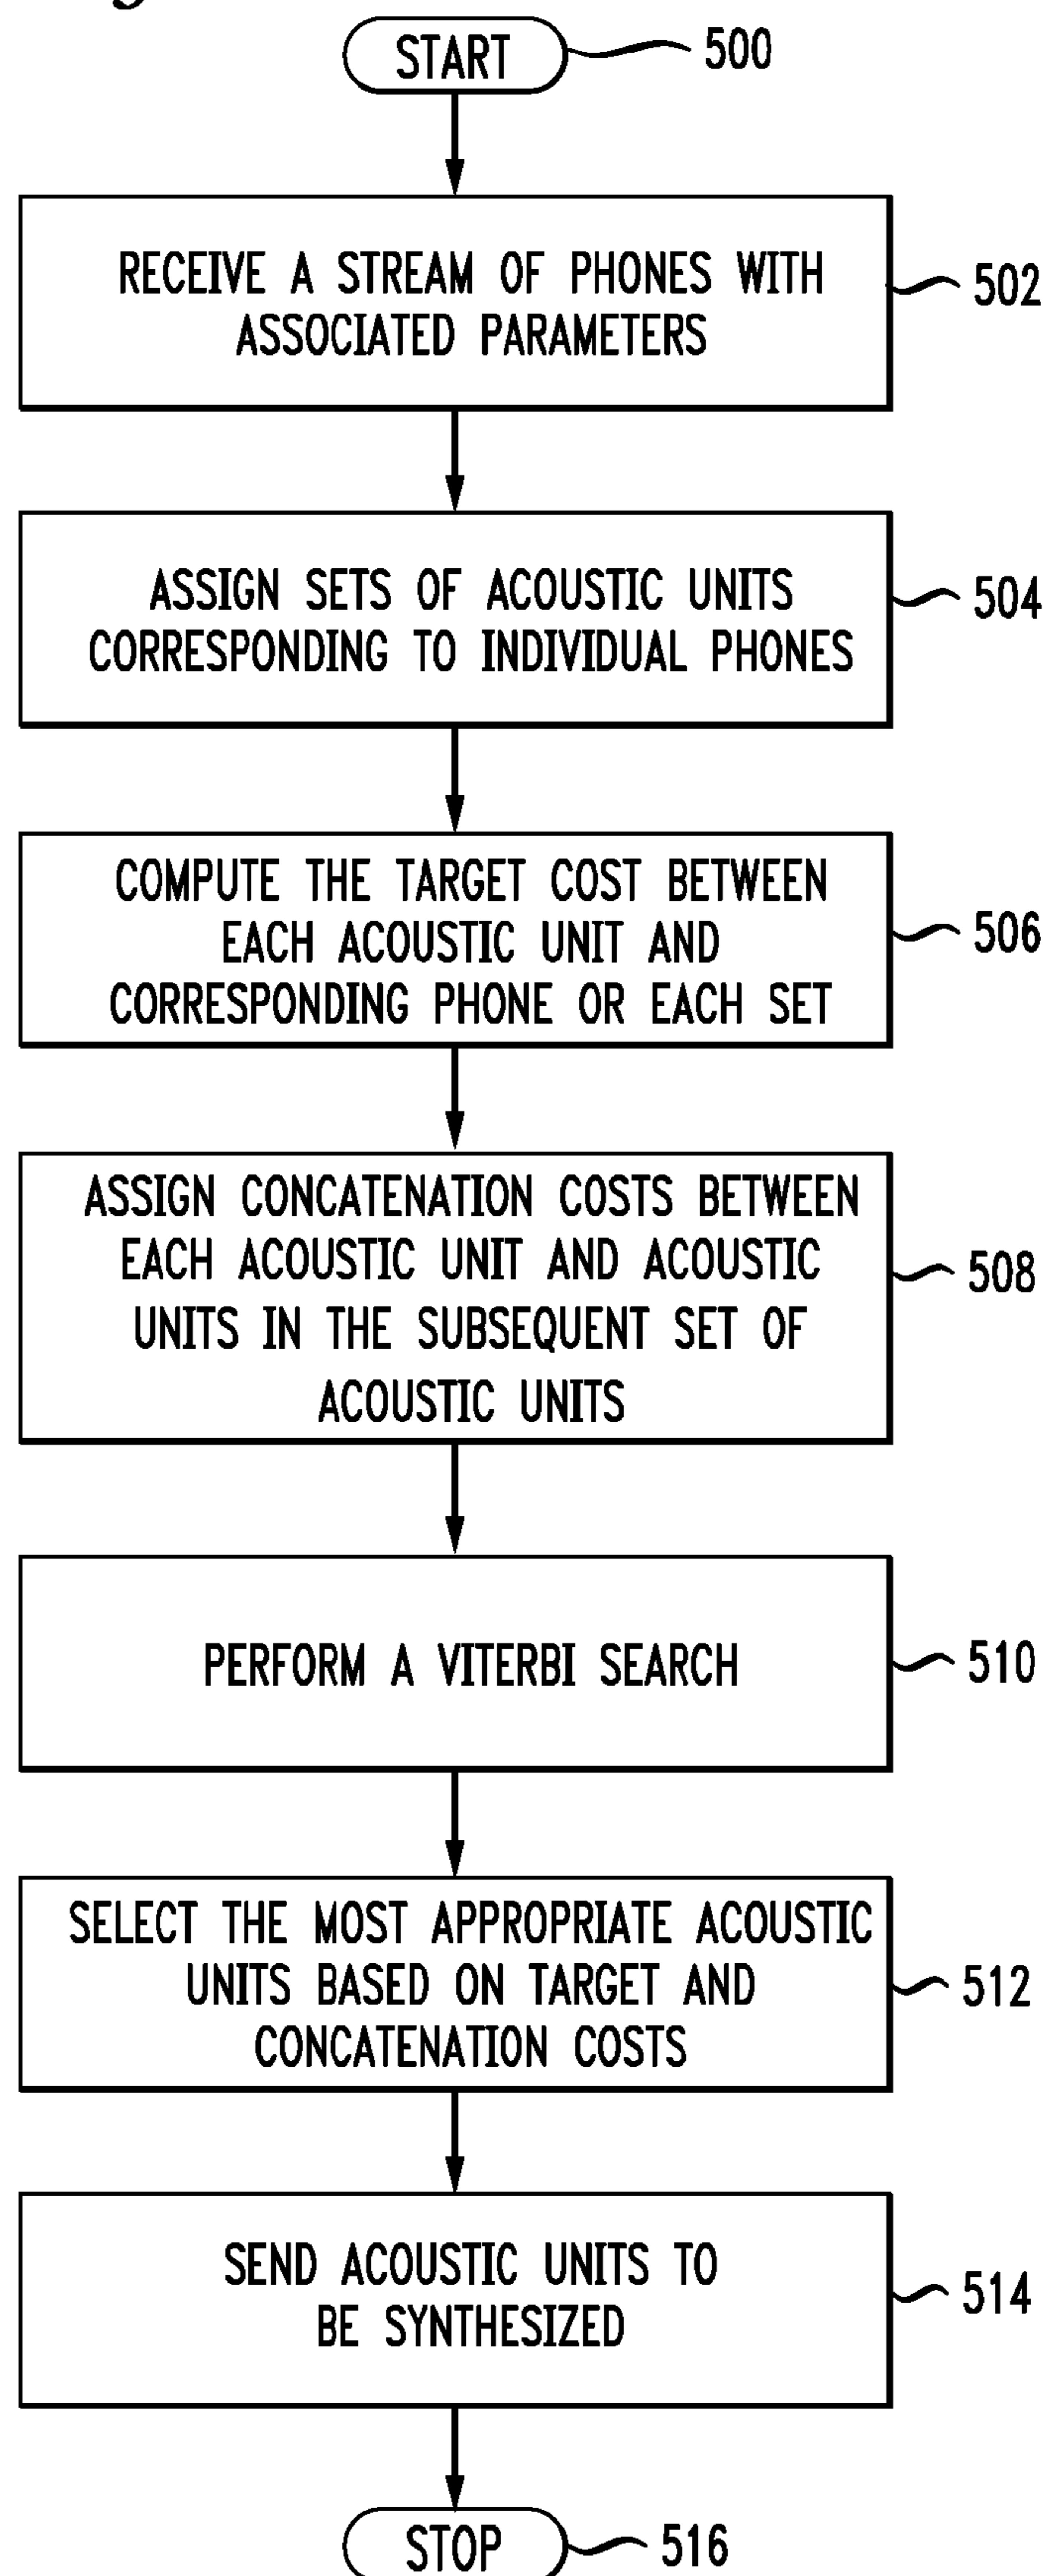 START
500
RECEIVE A STREAM OF PHONES WITH
ASSOCIATED PARAMETERS
502
ASSIGN SETS OF ACOUSTIC UNITS
CORRESPONDING TO INDIVIDUAL PHONES
504
COMPUTE THE TARGET COST BETWEEN
EACH ACOUSTIC UNIT AND
CORRESPONDING PHONE OR EACH SET
506
ASSIGN CONCATENATION COSTS BETWEEN
EACH ACOUSTIC UNIT AND ACOUSTIC
UNITS IN THE SUBSEQUENT SET OF
ACOUSTIC UNITS
508
PERFORM A VITERBI SEARCH
510
SELECT THE MOST APPROPRIATE ACOUSTIC
UNITS BASED ON TARGET AND
CONCATENATION COSTS
512
SEND ACOUSTIC UNITS TO
BE SYNTHESIZED
514
STOP
516